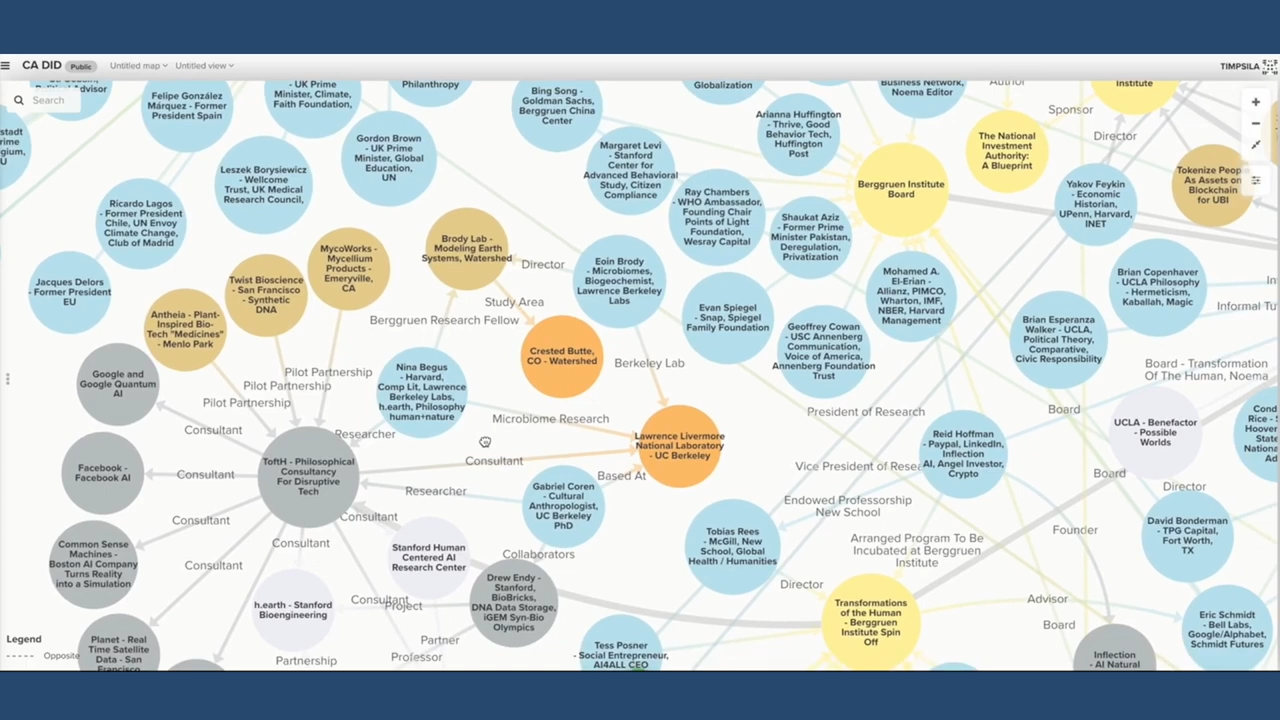 CA DID
Public
Untitled map
Untitled view
TIMPSILA
Search
Felipe González
Márquez - Former
President Spain
- UK Prime
Minister, Climate,
Faith Foundation,
Philanthropy
Bing Song -
Goldman Sachs,
Berggruen China
Center
Globalization
Business Network,
Noema Editor
Author
Institute
Sponsor
Director
Gordon Brown
- UK Prime
Minister, Global
Education,
UN
Margaret Levi
- Stanford
Center for
Advanced Behavioral
Study, Citizen
Compliance
Arianna Huffington
- Thrive, Good
Behavior Tech,
Huffington
Post
The National
Investment
Authority:
A Blueprint
Berggruen Institute
Board
Tokenize People
As Assets on
Blockchain
for UBI
Leszek Borysiewicz
- Wellcome
Trust, UK Medical
Research Council,
Ray Chambers
- WHO Ambassador,
Founding Chair
Points of Light
Foundation,
Wesray Capital
Shaukat Aziz
- Former Prime
Minister Pakistan,
Deregulation,
Privatization
Yakov Feykin
- Economic
Historian,
UPenn, Harvard,
INET
Ricardo Lagos
- Former President
Chile, UN Envoy
Climate Change,
Club of Madrid
MycoWorks -
Mycellium
Products -
Emeryville,
CA
Brody Lab -
Modeling Earth
Systems, Watershed
Director
Eoin Brody
- Microbiomes,
Biogeochemist,
Lawrence Berkeley
Labs
Mohamed A.
El-Erian -
Allianz, PIMCO,
Wharton, IMF,
NBER, Harvard
Management
Brian Copenhaver
- UCLA Philosophy
- Hermeticism,
Kaballah, Magic
Jacques Delors
- Former President
EU
Twist Bioscience
- San Francisco
- Synthetic
DNA
Study Area
Berggruen Research Fellow
Evan Spiegel
- Snap, Spiegel
Family Foundation
Informal Tu
Antheia - Plant-
Inspired Bio-
Tech "Medicines"
- Menlo Park
Geoffrey Cowan
- USC Annenberg
Communication,
Voice of America,
Annenberg Foundation
Trust
Brian Esperanza
Walker - UCLA,
Political Theory,
Comparative,
Civic Responsibility
Crested Butte,
CO - Watershed
Berkeley Lab
Board - Transformation
Of The Human, Noema
Google and
Google Quantum
AI
Pilot Partnership
Pilot Partnership
Pilot Partnership
Nina Begus -
Harvard,
Comp Lit, Lawrence
Berkeley Labs,
h.earth, Philosophy
human+nature
Microbiome Research
President of Research
Board
UCLA - Benefactor
- Possible
Worlds
Consultant
Researcher
Lawrence Livermore
National Laboratory
- UC Berkeley
Reid Hoffman
- Paypal, LinkedIn,
Inflection
AI, Angel Investor,
Crypto
Facebook -
Facebook AI
Consultant
ToftH - Philosophical
Consultancy
For Disruptive
Tech
Consultant
Based At
Board
Director
Researcher
Gabriel Coren
- Cultural
Anthropologist,
UC Berkeley
PhD
Endowed Professorship
New School
Consultant
Consultant
Founder
David Bonderman
- TPG Capital,
Fort Worth,
TX
Common Sense
Machines -
Boston AI Company
Turns Reality
into a Simulation
Consultant
Consultant
Stanford Human
Centered AI
Research Center
Collaborators
Tobias Rees
- McGill, New
School, Global
Health / Humanities
Arranged Program To Be
Incubated at Berggruen
Institute
Drew Endy -
Stanford,
BioBricks,
DNA Data Storage,
iGEM Syn-Bio
Olympics
Director
h.earth - Stanford
Bioengineering
Consultant
Project
Transformations
of the Human -
Berggruen
Institute Spin
Off
Advisor
Board
Eric Schmidt
- Bell Labs,
Google/Alphabet,
Schmidt Futures
Legend
Opposite
Planet - Real
Time Satellite
Data - San
Francisco
Partnership
Partner
Professor
Tess Posner
- Social Entrepreneur,
AI4ALL CEO
Inflection
- AI Natural